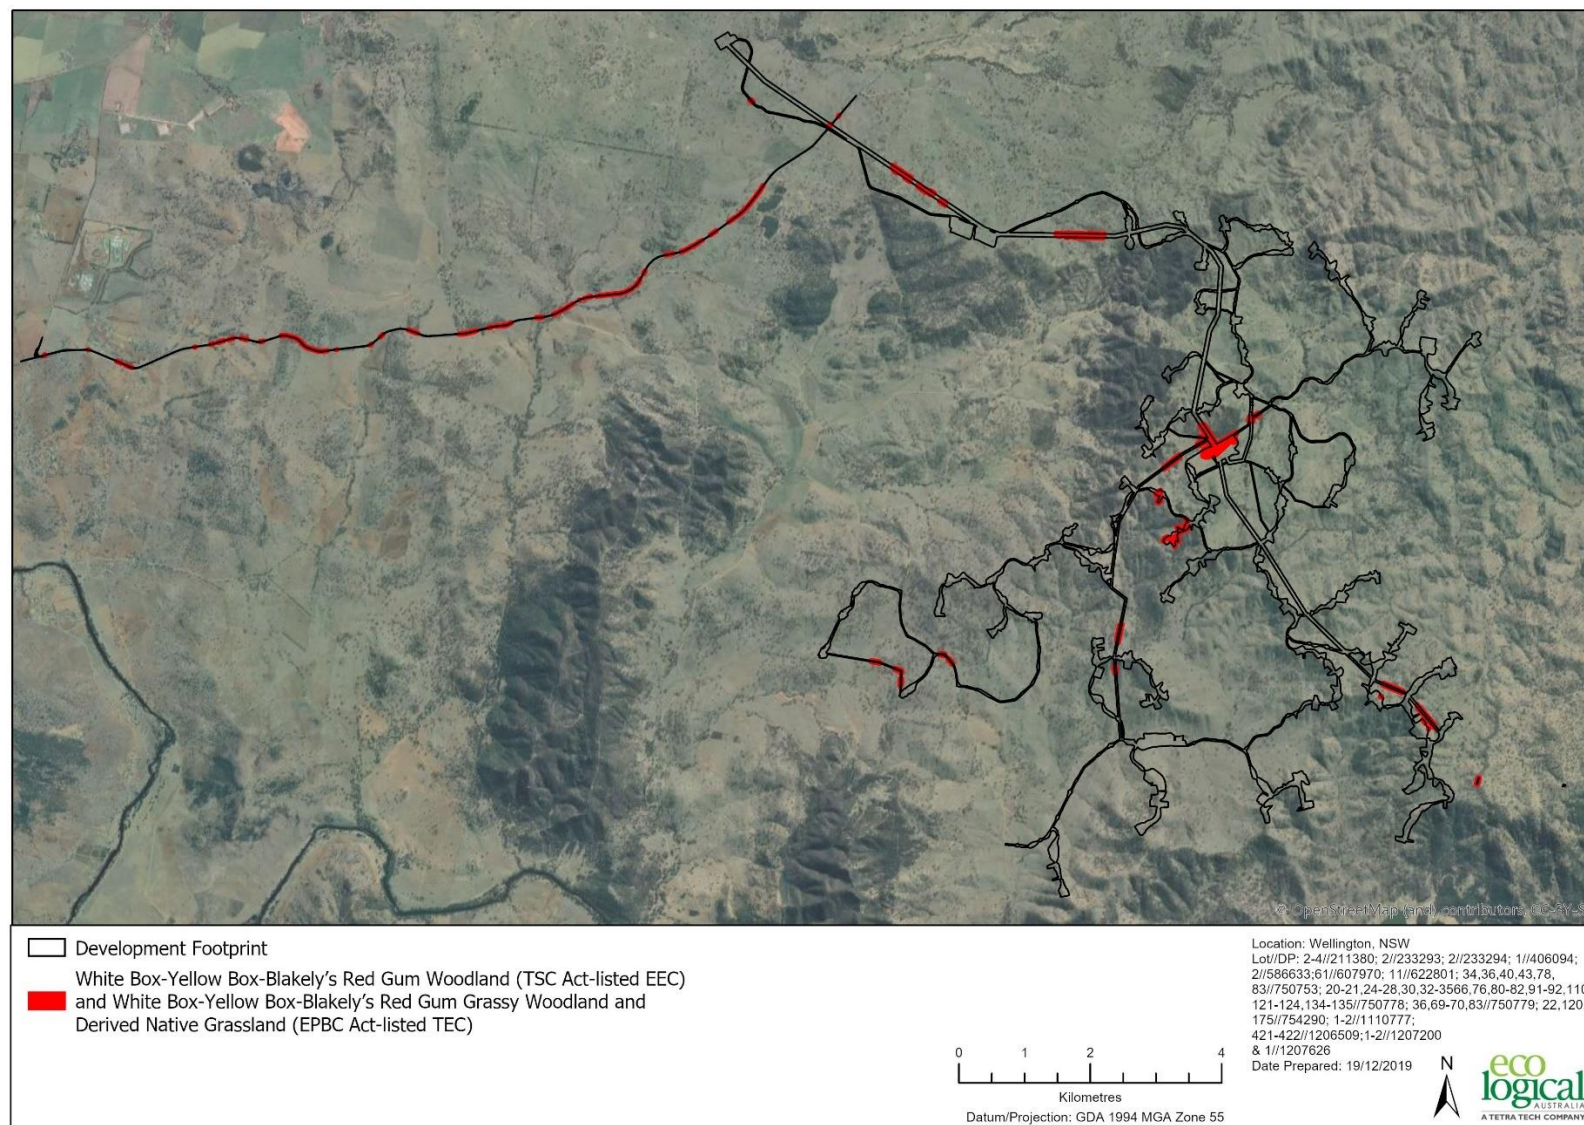 © OpenStreetMap (and) contributors, CC-BY-S
Development Footprint
White Box-Yellow Box-Blakely's Red Gum Woodland (TSC Act-listed EEC)
and White Box-Yellow Box-Blakely's Red Gum Grassy Woodland and
Derived Native Grassland (EPBC Act-listed TEC)
0 1 2 4
Kilometres
Datum/Projection: GDA 1994 MGA Zone 55
Location: Wellington, NSW
Lot//DP: 2-4//211380; 2//233293; 2//233294; 1//406094;
2//586633;61//607970; 11//622801; 34,36,40,43,78,
83//750753; 20-21,24-28,30,32-3566,76,80-82,91-92,110
121-124,134-135//750778; 36,69-70,83//750779; 22,120
175//754290; 1-2//1110777;
421-422//1206509;1-2//1207200
& 1//1207626
Date Prepared: 19/12/2019
N
eco
logical
AUSTRALIA
A TETRA TECH COMPANY